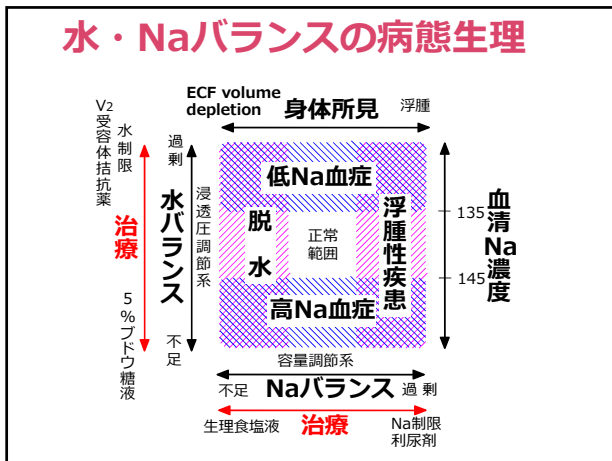 水・Naバランスの病態生理
ECF volume
depletion
身体所見
浮腫
V2
受容体拮抗薬
水制限
治療
5%ブドウ糖液
過剰
水バランス
不足
浸透圧調節系
低Na血症
脱水
正常
範囲
浮腫性疾患
高Na血症
135
145
血清Na濃度
容量調節系
不足
Naバランス
過剰
生理食塩液
治療
Na制限
利尿剤